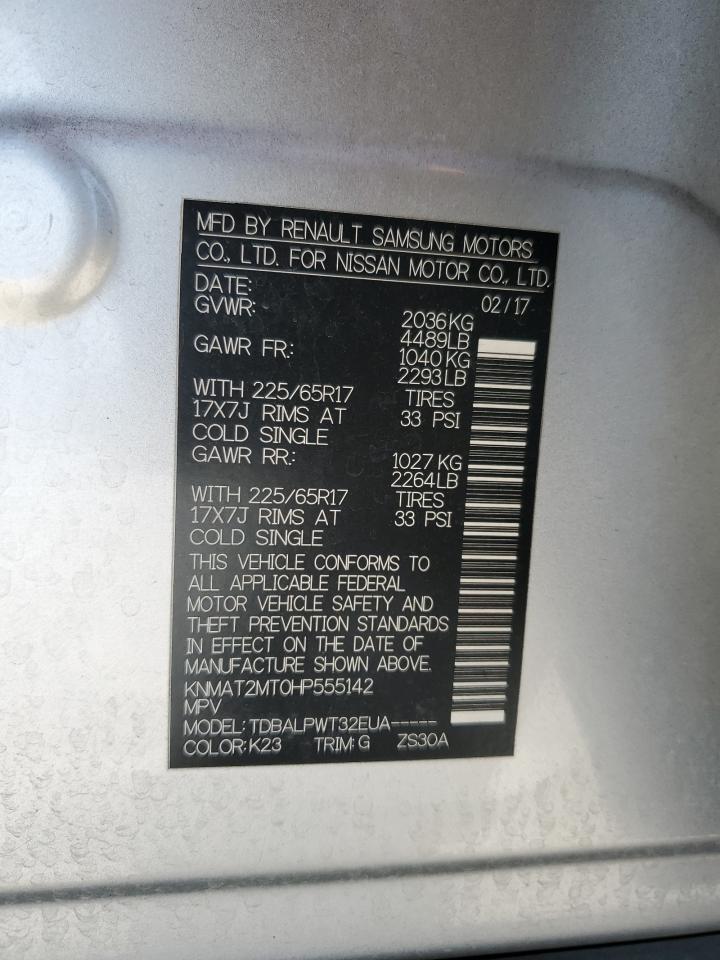 MFD BY RENAULT SAMSUNG MOTORS
CO., LTD. FOR NISSAN MOTOR CO., LTD.
DATE: 02/17
GVWR: 2036KG
4489LB
GAWR FR: 1040KG
2293LB
WITH 225/65R17 TIRES
17X7J RIMS AT 33 PSI
COLD SINGLE
GAWR RR: 1027KG
2264LB
WITH 225/65R17 TIRES
17X7J RIMS AT 33 PSI
COLD SINGLE
THIS VEHICLE CONFORMS TO
ALL APPLICABLE FEDERAL
MOTOR VEHICLE SAFETY AND
THEFT PREVENTION STANDARDS
IN EFFECT ON THE DATE OF
MANUFACTURE SHOWN ABOVE.
KNMAT2MT0HP555142
MPV
MODEL: TDBALPWT32EUA-----
COLOR: K23 TRIM: G ZS30A